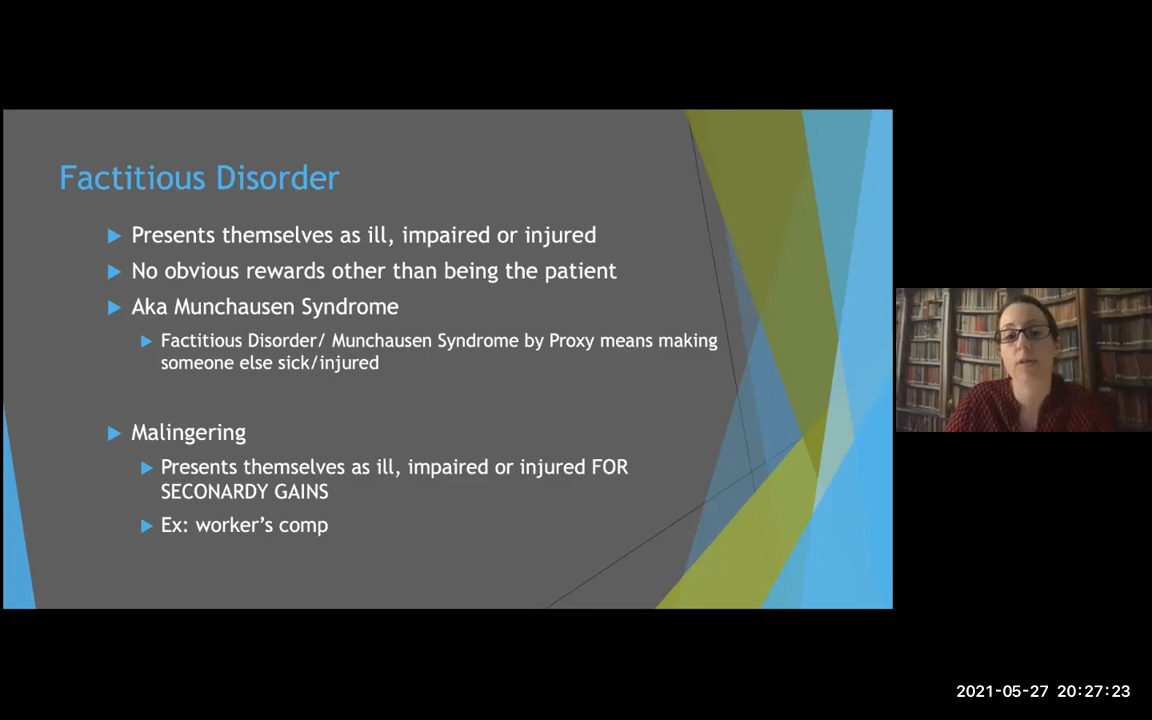 Factitious Disorder
Presents themselves as ill, impaired or injured
No obvious rewards other than being the patient
Aka Munchausen Syndrome
Factitious Disorder/ Munchausen Syndrome by Proxy means making
someone else sick/injured
Malingering
Presents themselves as ill, impaired or injured FOR
SECONARDY GAINS
Ex: worker’s comp
2021-05-27 20:27:23